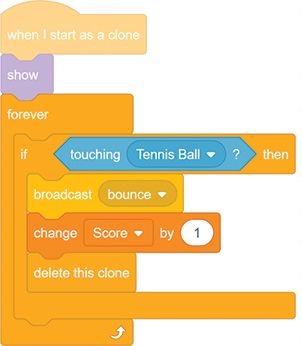 when I start as a clone
show
forever
if touching Tennis Ball ? then
broadcast bounce
change Score by 1
delete this clone